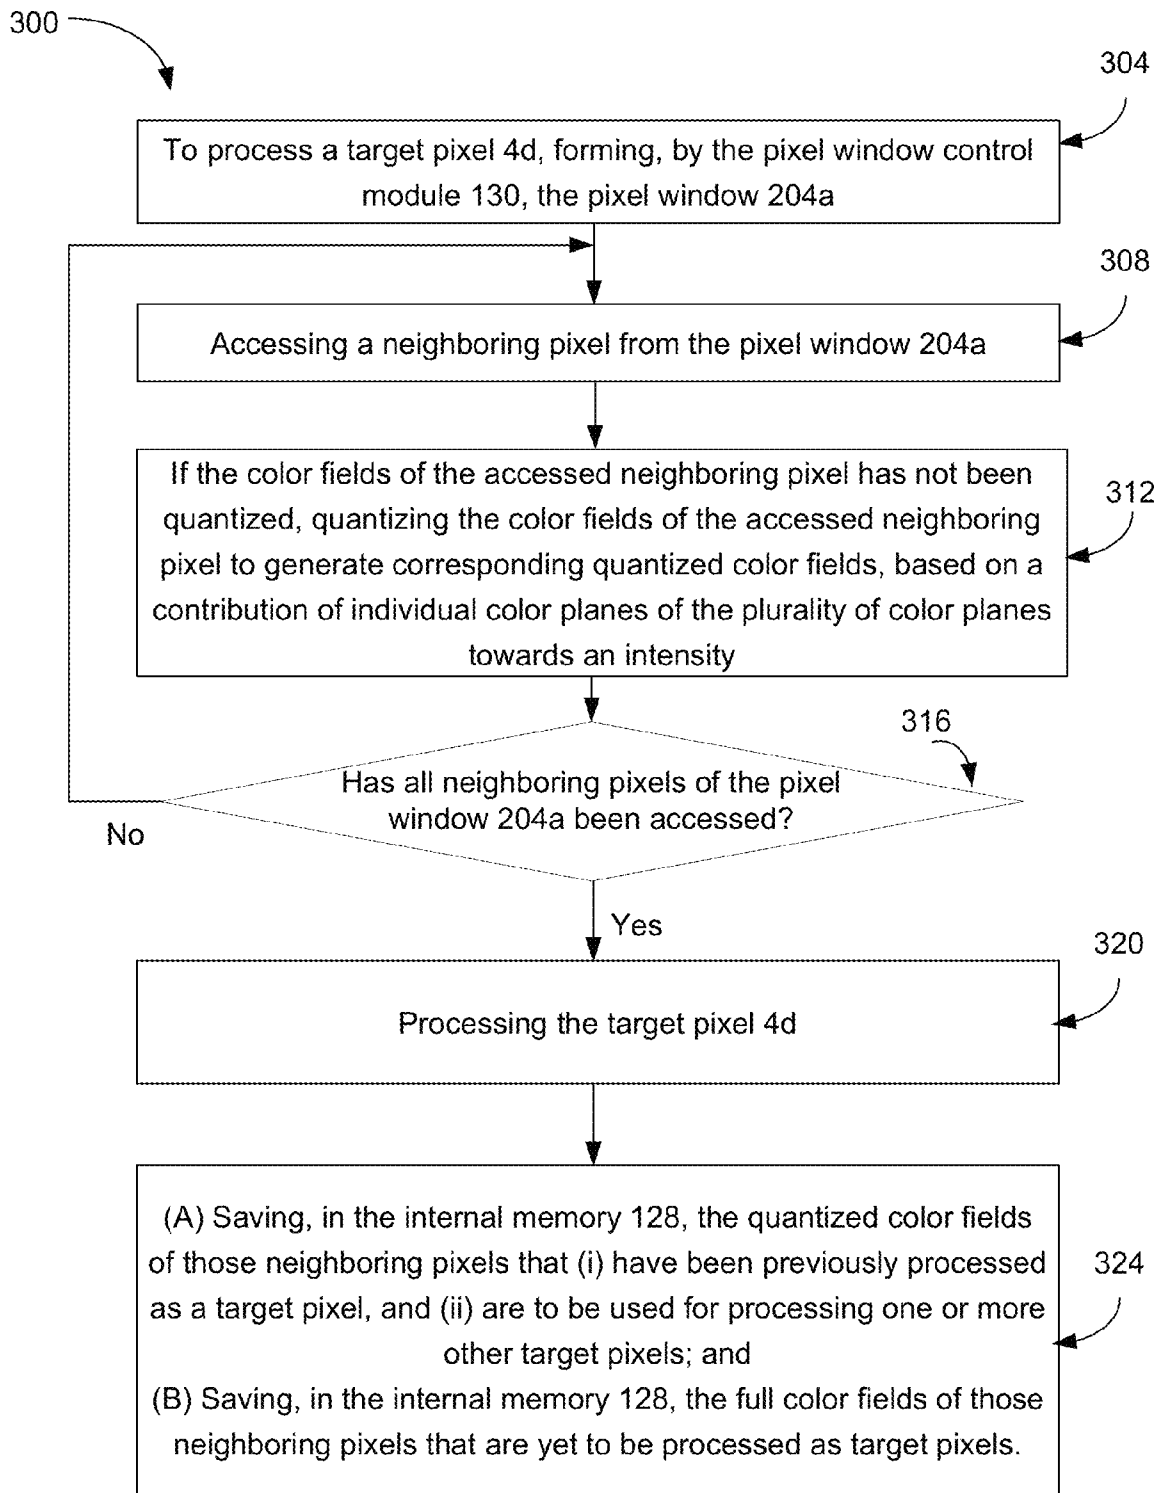 300
304
To process a target pixel 4d, forming, by the pixel window control
module 130, the pixel window 204a
308
Accessing a neighboring pixel from the pixel window 204a
If the color fields of the accessed neighboring pixel has not been
quantized, quantizing the color fields of the accessed neighboring
pixel to generate corresponding quantized color fields, based on a
contribution of individual color planes of the plurality of color planes
towards an intensity
312
316
Has all neighboring pixels of the pixel
window 204a been accessed?
No
Yes
320
Processing the target pixel 4d
(A) Saving, in the internal memory 128, the quantized color fields
of those neighboring pixels that (i) have been previously processed
as a target pixel, and (ii) are to be used for processing one or more
other target pixels; and
(B) Saving, in the internal memory 128, the full color fields of those
neighboring pixels that are yet to be processed as target pixels.
324